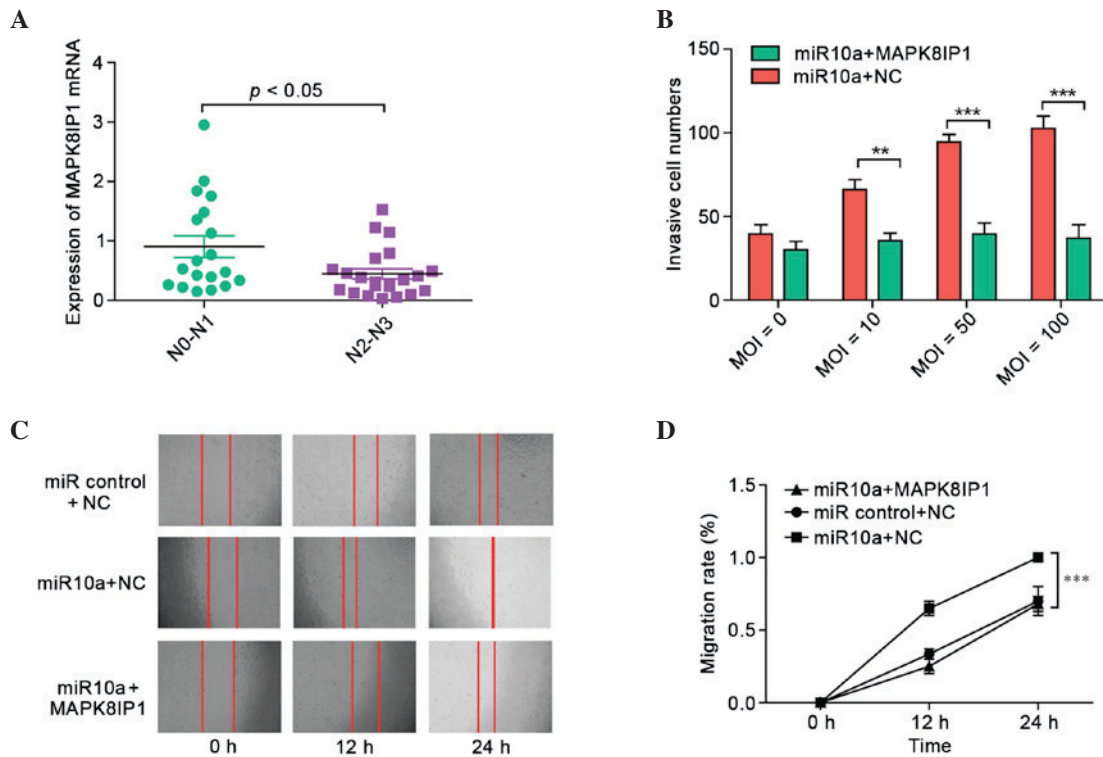 A
Expression of MAPK8IP1 mRNA
4
3
2
1
0
p < 0.05
N0-N1
N2-N3
B
Invasive cell numbers
150
100
50
0
miR10a+MAPK8IP1
miR10a+NC
**
***
***
MOI = 0
MOI = 10
MOI = 50
MOI = 100
C
miR control
+ NC
miR10a+NC
miR10a+
MAPK8IP1
0 h
12 h
24 h
D
Migration rate (%)
1.5
1.0
0.5
0.0
miR10a+MAPK8IP1
miR control+NC
miR10a+NC
***
0 h
12 h
24 h
Time